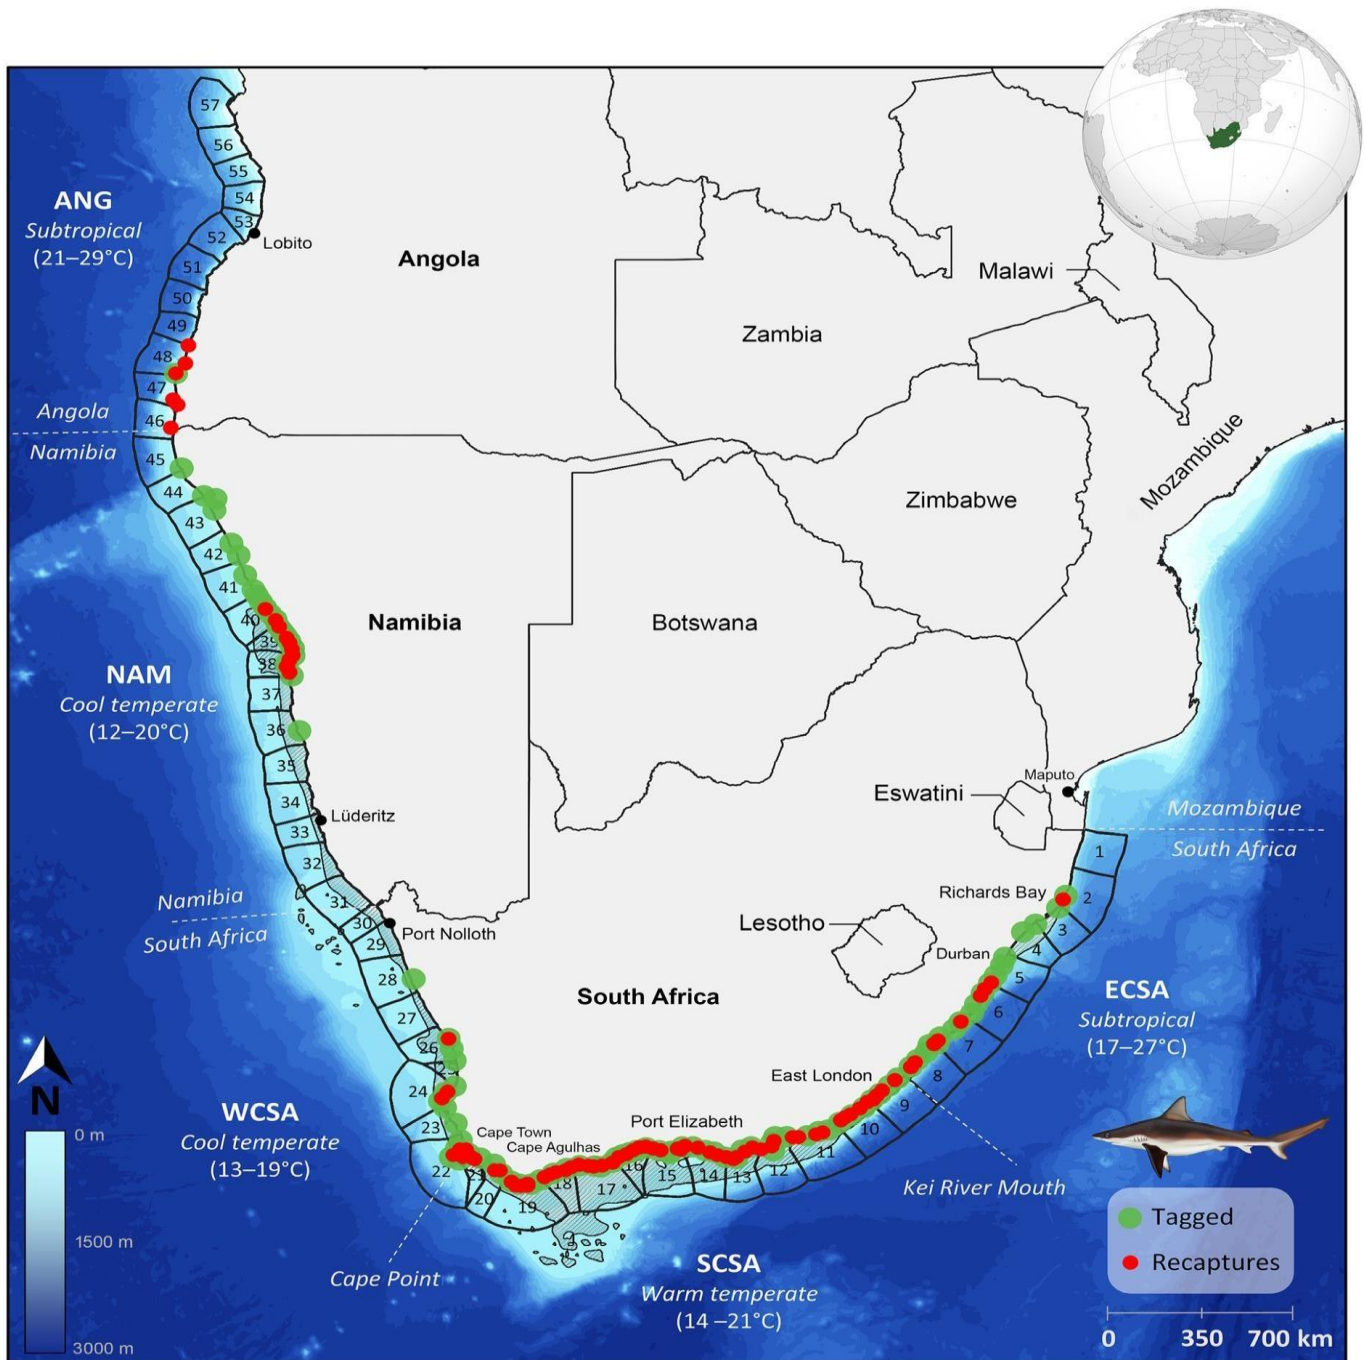 57
56
55
54
53
52
51
50
49
48
47
46
45
44
43
42
41
40
39
38
37
36
35
34
33
32
31
30
29
28
27
26
25
24
23
22
21
20
19
18
17
16
15
14
13
12
11
10
9
8
7
6
5
4
3
2
1
ANG
Subtropical
(21–29°C)
Lobito
Angola
Malawi
Zambia
Angola
Namibia
Mozambique
Zimbabwe
Namibia
Botswana
NAM
Cool temperate
(12–20°C)
Maputo
Eswatini
Mozambique
South Africa
Lüderitz
Richards Bay
Namibia
South Africa
Port Nolloth
Lesotho
Durban
South Africa
ECSA
Subtropical
(17–27°C)
East London
WCSA
Cool temperate
(13–19°C)
Port Elizabeth
Cape Town
Cape Agulhas
Kei River Mouth
Cape Point
SCSA
Warm temperate
(14 –21°C)
N
0 m
1500 m
3000 m
Tagged
Recaptures
0 350 700 km